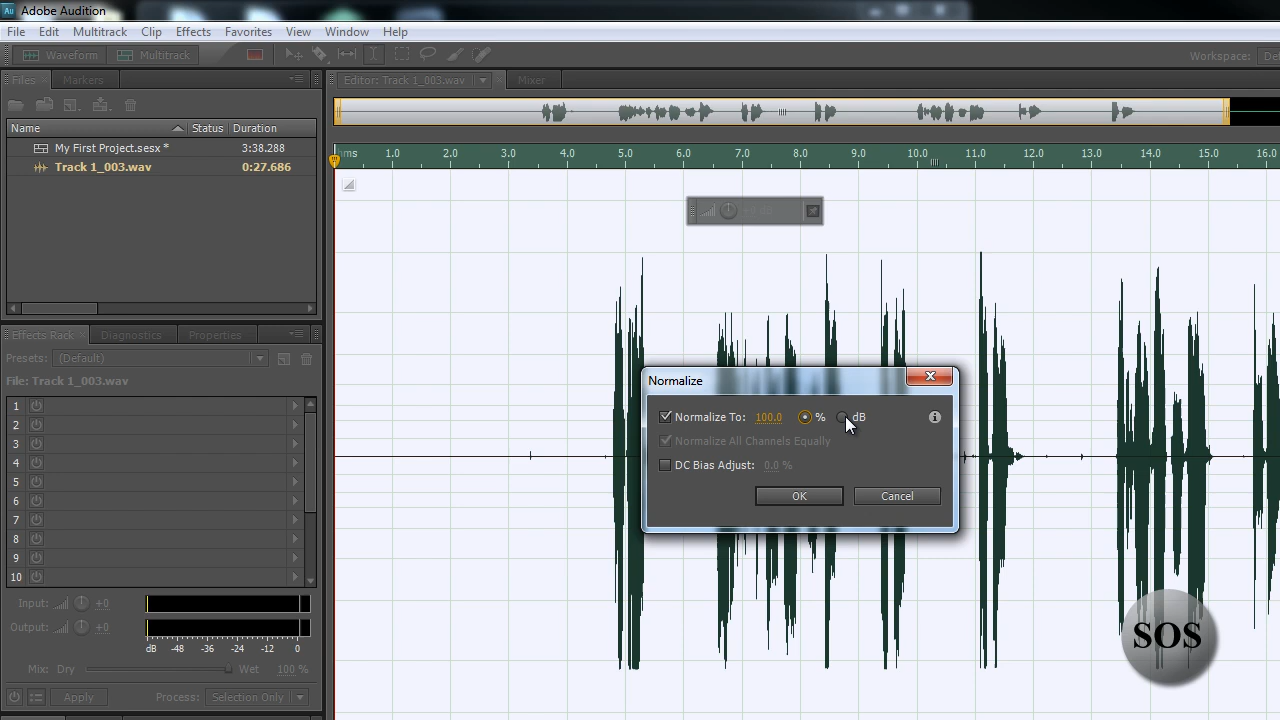 Au Adobe Audition
File Edit Multitrack Clip Effects Favorites View Window Help
Waveform Multitrack Workspace: De
Files Markers Editor: Track 1_003.wav Mixer
Name Status Duration
My First Project.sesx * 3:38.288
Track 1_003.wav 0:27.686
hms 1.0 2.0 3.0 4.0 5.0 6.0 7.0 8.0 9.0 10.0 11.0 12.0 13.0 14.0 15.0 16.0
+0 dB
Effects Rack Diagnostics Properties
Presets: (Default)
File: Track 1_003.wav
1
2
3
4
5
6
7
8
9
10
Input: +0
Output: +0
dB -48 -36 -24 -12 0
Mix: Dry Wet 100 %
Apply Process: Selection Only
Normalize
Normalize To: 100.0 % dB
Normalize All Channels Equally
DC Bias Adjust: 0.0 %
OK Cancel
SOS